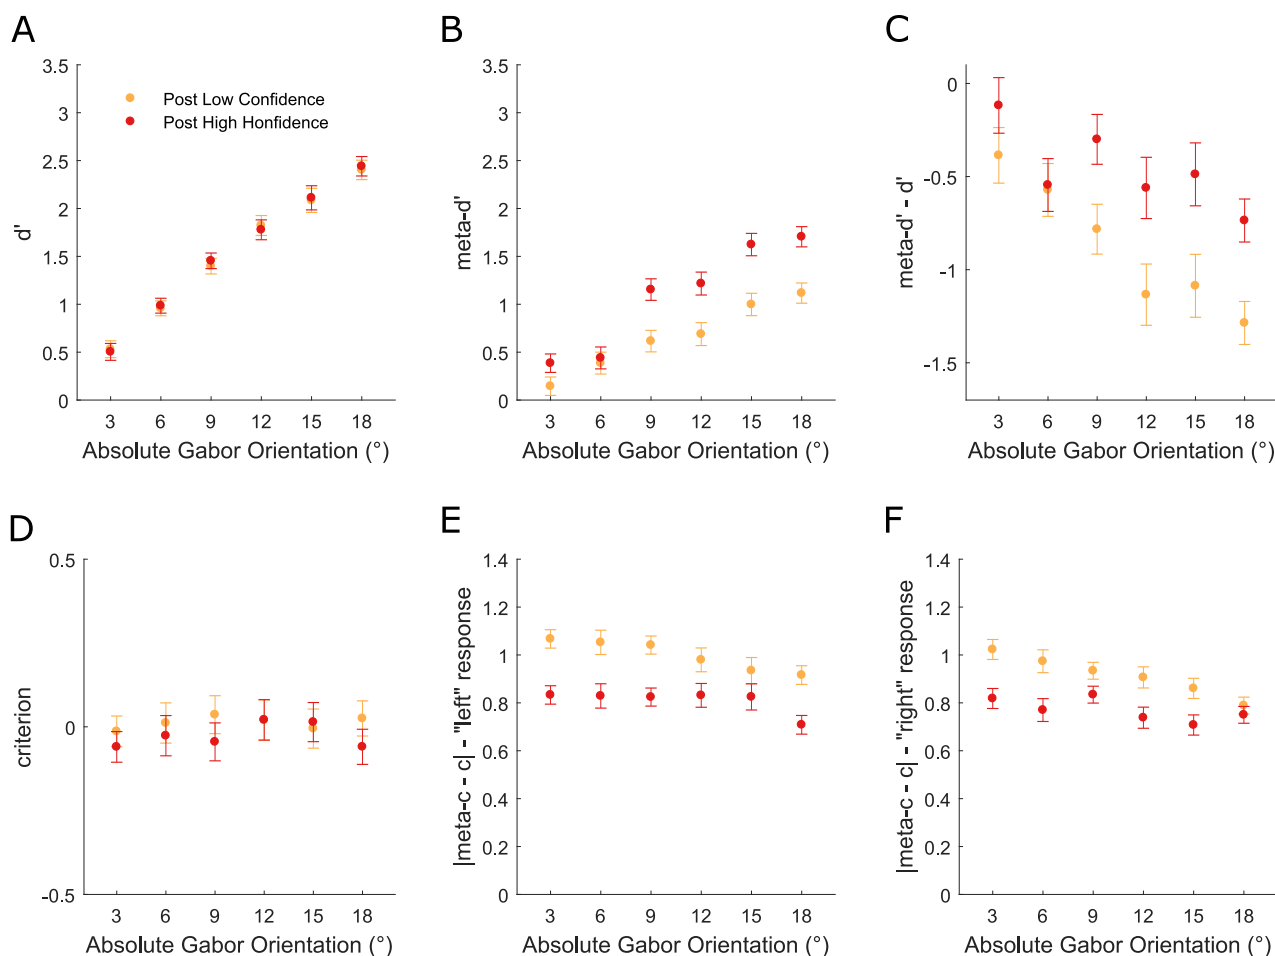 A
d'
3.5
3
2.5
2
1.5
1
0.5
0
Post Low Confidence
Post High Honfidence
3 6 9 12 15 18
Absolute Gabor Orientation (°)
d'
B
3.5
3
2.5
2
1.5
1
0.5
0
3 6 9 12 15 18
Absolute Gabor Orientation (°)
meta-d'
C
0
-0.5
-1
-1.5
3 6 9 12 15 18
Absolute Gabor Orientation (°)
meta-d' - d'
D
0.5
0
-0.5
3 6 9 12 15 18
Absolute Gabor Orientation (°)
criterion
E
1.4
1.2
1
0.8
0.6
0.4
0.2
0
3 6 9 12 15 18
Absolute Gabor Orientation (°)
|meta-c - c| - "left" response
F
1.4
1.2
1
0.8
0.6
0.4
0.2
0
3 6 9 12 15 18
Absolute Gabor Orientation (°)
|meta-c - c| - "right" response